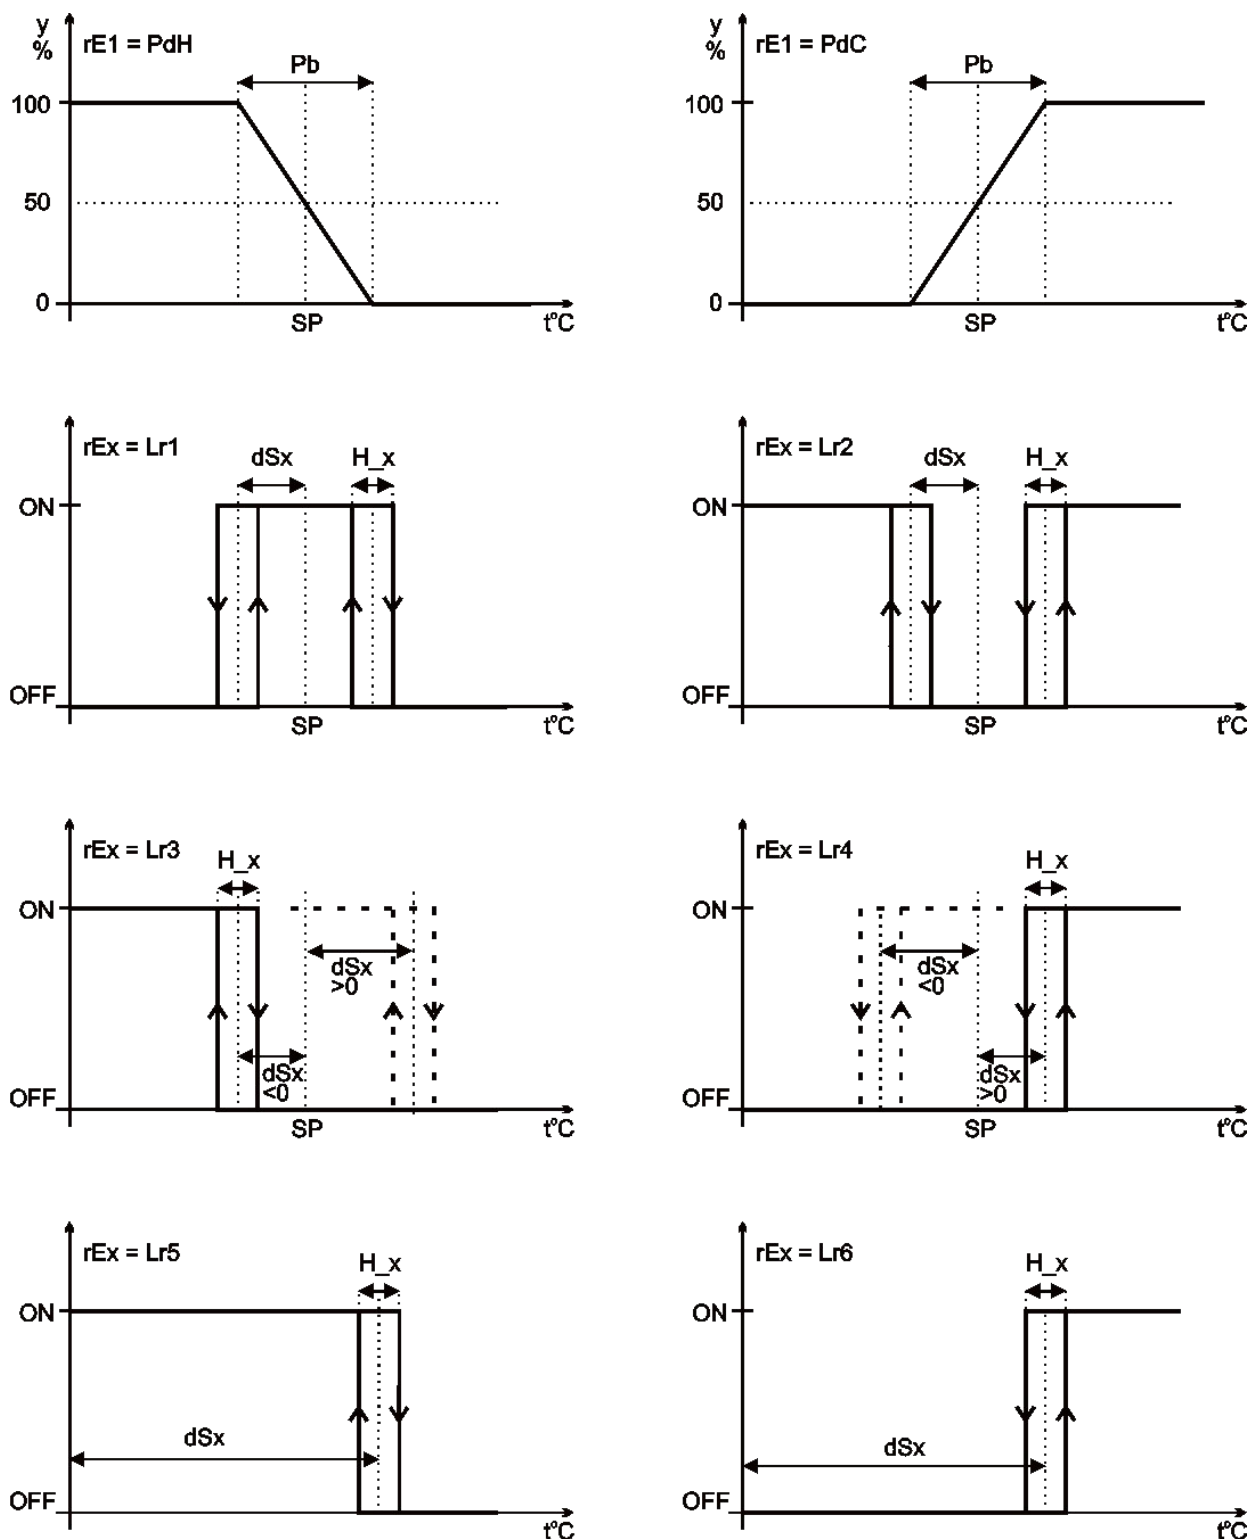 y
%
rE1 = PdH
Pb
100
50
0
SP
t°C
y
%
rE1 = PdC
Pb
100
50
0
SP
t°C
rEx = Lr1
dSx
H_x
ON
OFF
SP
t°C
rEx = Lr2
dSx
H_x
ON
OFF
SP
t°C
rEx = Lr3
H_x
ON
dSx
>0
dSx
<0
OFF
SP
t°C
rEx = Lr4
H_x
ON
dSx
<0
dSx
>0
OFF
SP
t°C
rEx = Lr5
H_x
ON
dSx
OFF
t°C
rEx = Lr6
H_x
ON
dSx
OFF
t°C